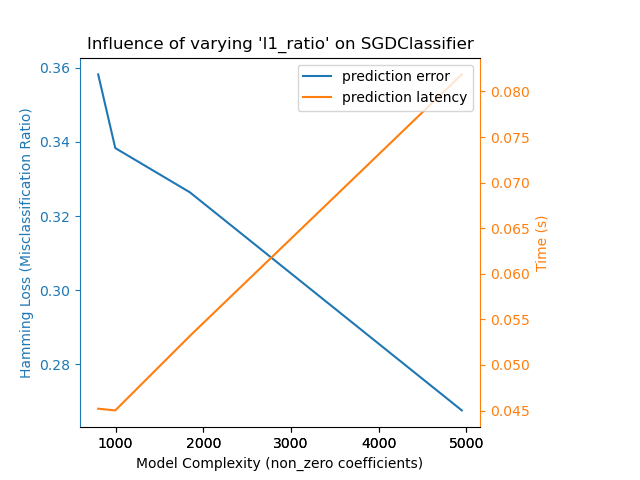 Influence of varying 'l1_ratio' on SGDClassifier
prediction error
prediction latency
Hamming Loss (Misclassification Ratio)
0.36
0.34
0.32
0.30
0.28
0.080
0.075
0.070
0.065
0.060
0.055
0.050
0.045
Time (s)
1000 2000 3000 4000 5000
Model Complexity (non_zero coefficients)